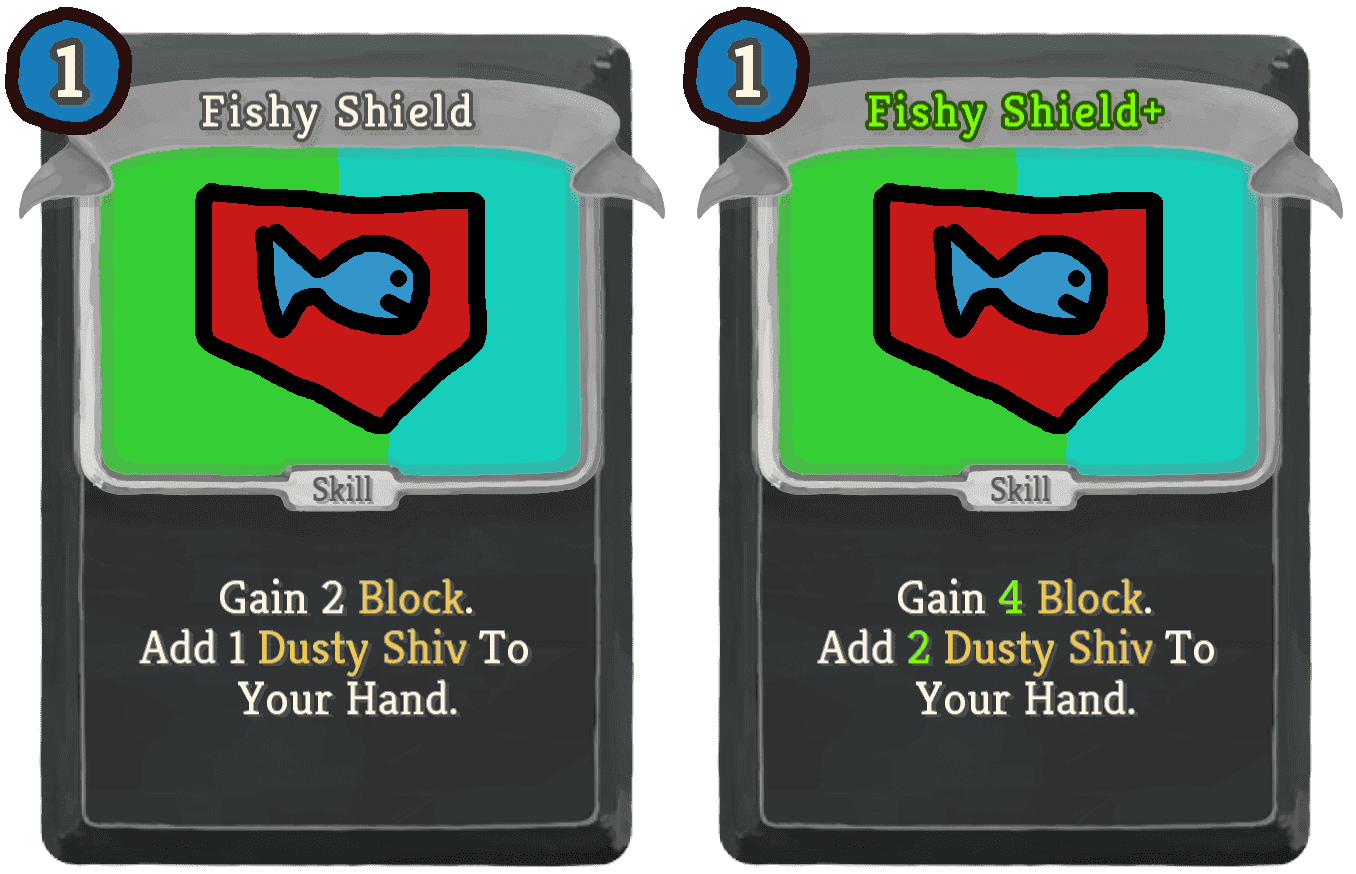 1
Fishy Shield
Skill
Gain 2 Block.
Add 1 Dusty Shiv To
Your Hand.
1
Fishy Shield+
Skill
Gain 4 Block.
Add 2 Dusty Shiv To
Your Hand.